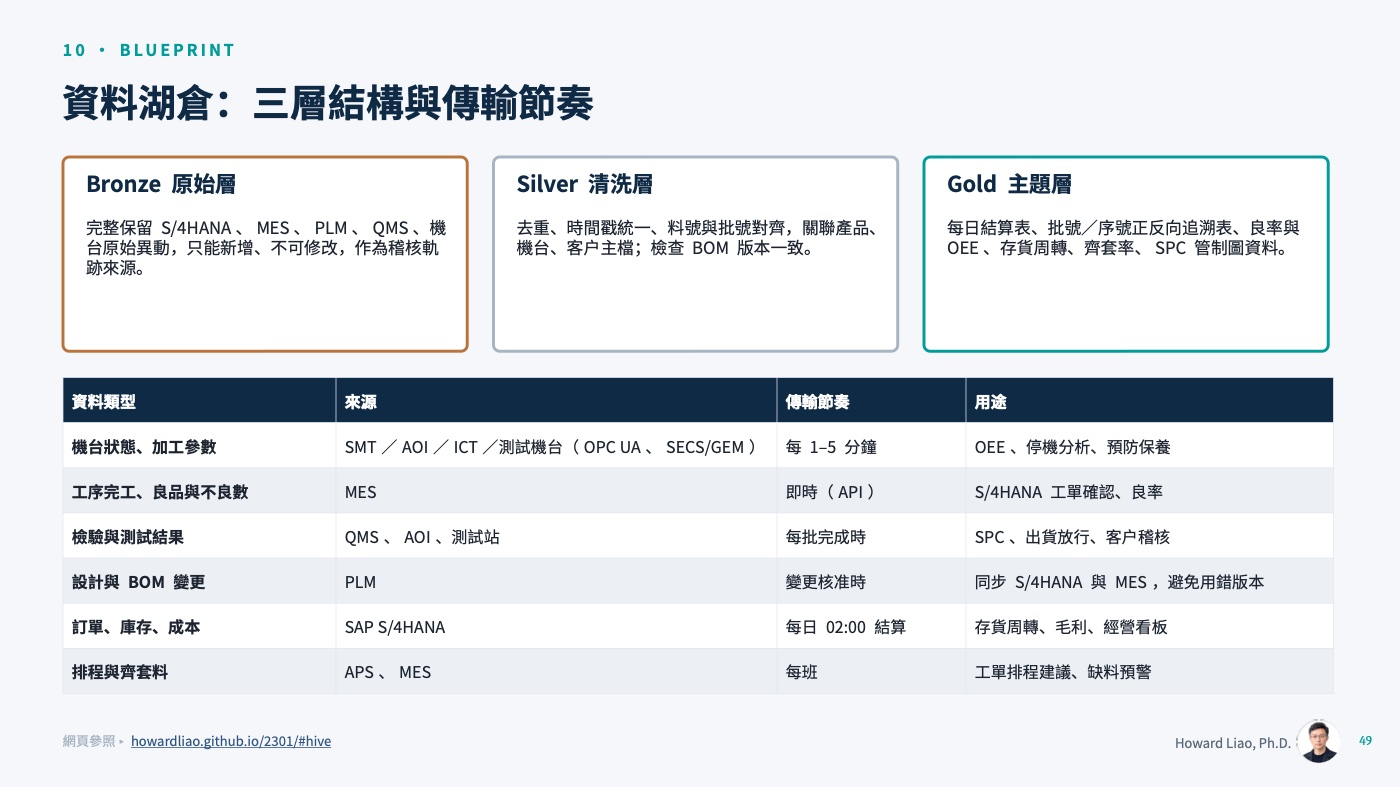 10 • BLUEPRINT
資料湖倉：三層結構與傳輸節奏
Bronze 原始層
完整保留 S/4HANA、MES、PLM、QMS、機
台原始異動，只能新增、不可修改，作為稽核軌
跡來源。
Silver 清洗層
去重、時間戳統一、料號與批號對齊，關聯產品、
機台、客戶主檔；檢查 BOM 版本一致。
Gold 主題層
每日結算表、批號／序號正反向追溯表、良率與
OEE、存貨周轉、齊套率、SPC 管制圖資料。
資料類型 來源 傳輸節奏 用途
機台狀態、加工參數 SMT／AOI／ICT／測試機台（OPC UA、SECS/GEM） 每 1–5 分鐘 OEE、停機分析、預防保養
工序完工、良品與不良數 MES 即時（API） S/4HANA 工單確認、良率
檢驗與測試結果 QMS、AOI、測試站 每批完成時 SPC、出貨放行、客戶稽核
設計與 BOM 變更 PLM 變更核准時 同步 S/4HANA 與 MES，避免用錯版本
訂單、庫存、成本 SAP S/4HANA 每日 02:00 結算 存貨周轉、毛利、經營看板
排程與齊套料 APS、MES 每班 工單排程建議、缺料預警
網頁參照 ▸ howardliao.github.io/2301/#hive
Howard Liao, Ph.D.
49